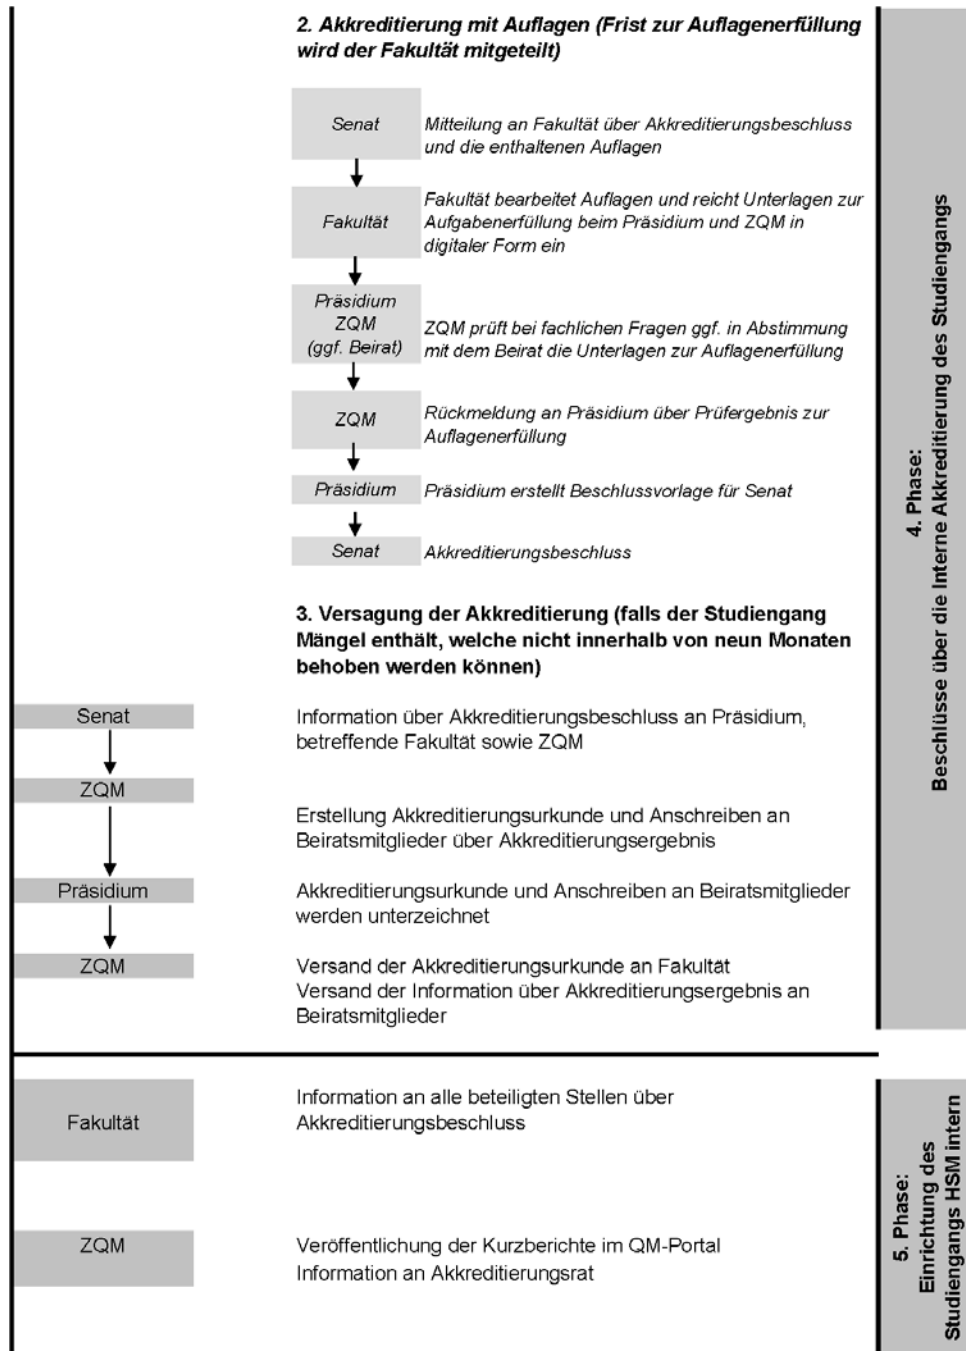 2. Akkreditierung mit Auflagen (Frist zur Auflagenerfüllung
wird der Fakultät mitgeteilt)
Senat
Mitteilung an Fakultät über Akkreditierungsbeschluss
und die enthaltenen Auflagen
Fakultät
Fakultät bearbeitet Auflagen und reicht Unterlagen zur
Aufgabenerfüllung beim Präsidium und ZQM in
digitaler Form ein
Präsidium
ZQM
(ggf. Beirat)
ZQM prüft bei fachlichen Fragen ggf. in Abstimmung
mit dem Beirat die Unterlagen zur Auflagenerfüllung
ZQM
Rückmeldung an Präsidium über Prüfergebnis zur
Auflagenerfüllung
Präsidium
Präsidium erstellt Beschlussvorlage für Senat
Senat
Akkreditierungsbeschluss
3. Versagung der Akkreditierung (falls der Studiengang
Mängel enthält, welche nicht innerhalb von neun Monaten
behoben werden können)
Senat
Information über Akkreditierungsbeschluss an Präsidium,
betreffende Fakultät sowie ZQM
ZQM
Erstellung Akkreditierungsurkunde und Anschreiben an
Beiratsmitglieder über Akkreditierungsergebnis
Präsidium
Akkreditierungsurkunde und Anschreiben an Beiratsmitglieder
werden unterzeichnet
ZQM
Versand der Akkreditierungsurkunde an Fakultät
Versand der Information über Akkreditierungsergebnis an
Beiratsmitglieder
4. Phase:
Beschlüsse über die Interne Akkreditierung des Studiengangs
Fakultät
Information an alle beteiligten Stellen über
Akkreditierungsbeschluss
ZQM
Veröffentlichung der Kurzberichte im QM-Portal
Information an Akkreditierungsrat
5. Phase:
Einrichtung des
Studiengangs HSM intern